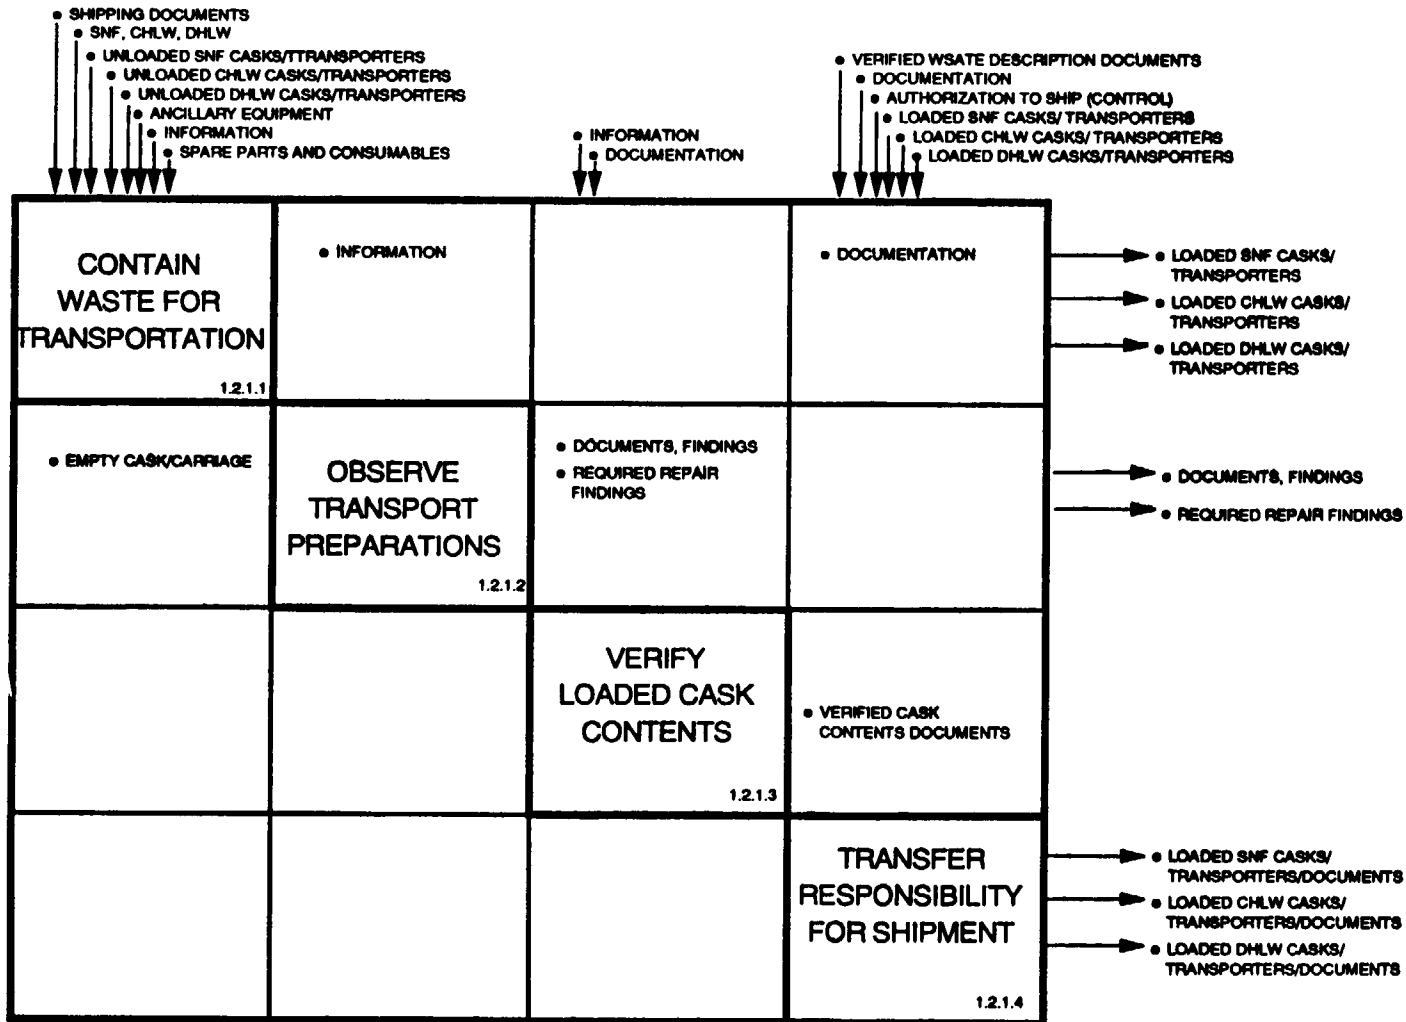 • SHIPPING DOCUMENTS
• SNF, CHLW, DHLW
• UNLOADED SNF CASKS/TTRANSPORTERS
• UNLOADED CHLW CASKS/TRANSPORTERS
• UNLOADED DHLW CASKS/TRANSPORTERS
• ANCILLARY EQUIPMENT
• INFORMATION
• SPARE PARTS AND CONSUMABLES
• INFORMATION
• DOCUMENTATION
• VERIFIED WSATE DESCRIPTION DOCUMENTS
• DOCUMENTATION
• AUTHORIZATION TO SHIP (CONTROL)
• LOADED SNF CASKS/ TRANSPORTERS
• LOADED CHLW CASKS/ TRANSPORTERS
• LOADED DHLW CASKS/TRANSPORTERS
CONTAIN
WASTE FOR
TRANSPORTATION
1.2.1.1
• INFORMATION
• DOCUMENTATION
• LOADED SNF CASKS/
TRANSPORTERS
• LOADED CHLW CASKS/
TRANSPORTERS
• LOADED DHLW CASKS/
TRANSPORTERS
• EMPTY CASK/CARRIAGE
OBSERVE
TRANSPORT
PREPARATIONS
1.2.1.2
• DOCUMENTS, FINDINGS
• REQUIRED REPAIR
FINDINGS
• DOCUMENTS, FINDINGS
• REQUIRED REPAIR FINDINGS
VERIFY
LOADED CASK
CONTENTS
1.2.1.3
• VERIFIED CASK
CONTENTS DOCUMENTS
TRANSFER
RESPONSIBILITY
FOR SHIPMENT
1.2.1.4
• LOADED SNF CASKS/
TRANSPORTERS/DOCUMENTS
• LOADED CHLW CASKS/
TRANSPORTERS/DOCUMENTS
• LOADED DHLW CASKS/
TRANSPORTERS/DOCUMENTS